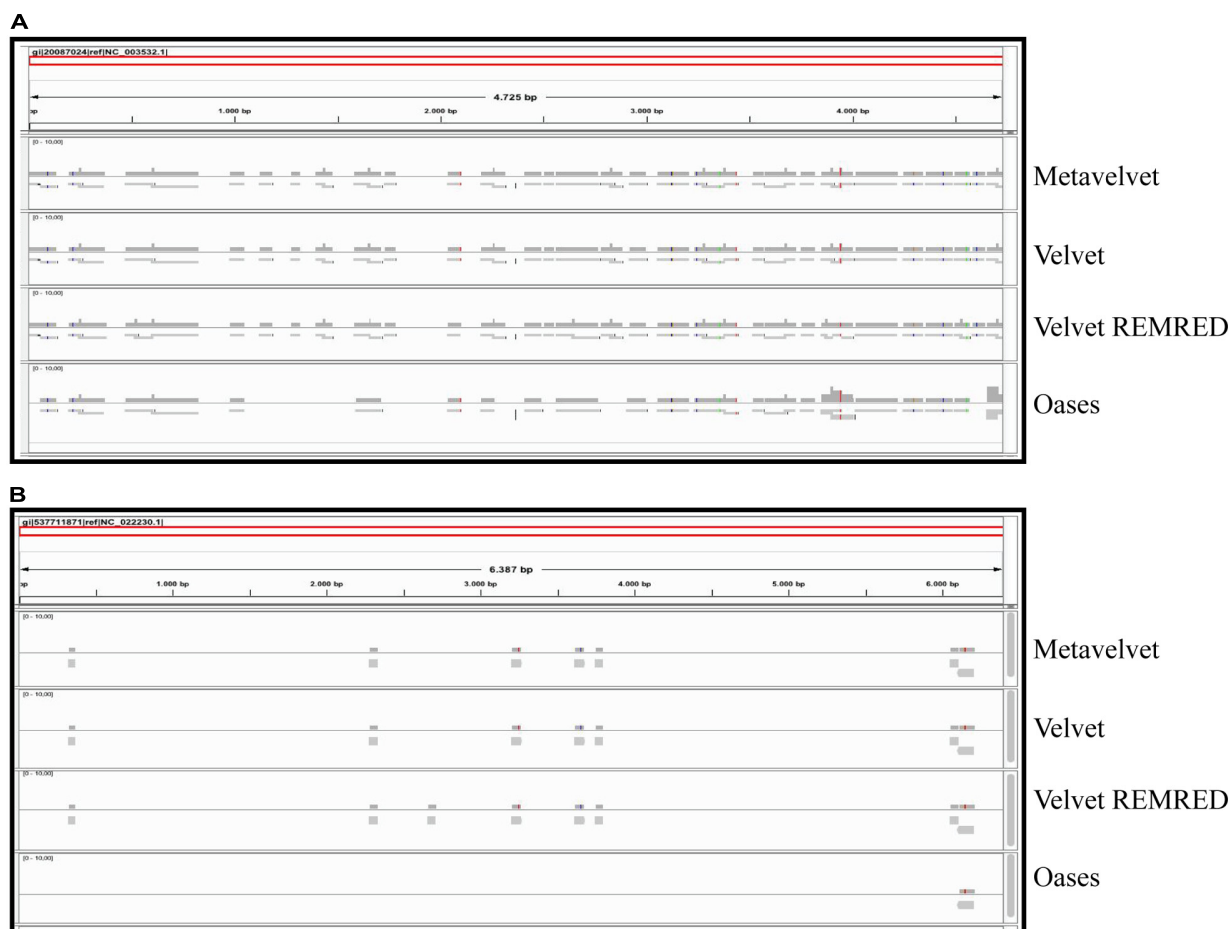 A
gi|20087024|ref|NC_003532.1|
4.725 bp
bp 1.000 bp 2.000 bp 3.000 bp 4.000 bp
[0 - 10,00]
Metavelvet
[0 - 10,00]
Velvet
[0 - 10,00]
Velvet REMRED
[0 - 10,00]
Oases
B
gi|537711871|ref|NC_022230.1|
6.387 bp
bp 1.000 bp 2.000 bp 3.000 bp 4.000 bp 5.000 bp 6.000 bp
[0 - 10,00]
Metavelvet
[0 - 10,00]
Velvet
[0 - 10,00]
Velvet REMRED
[0 - 10,00]
Oases